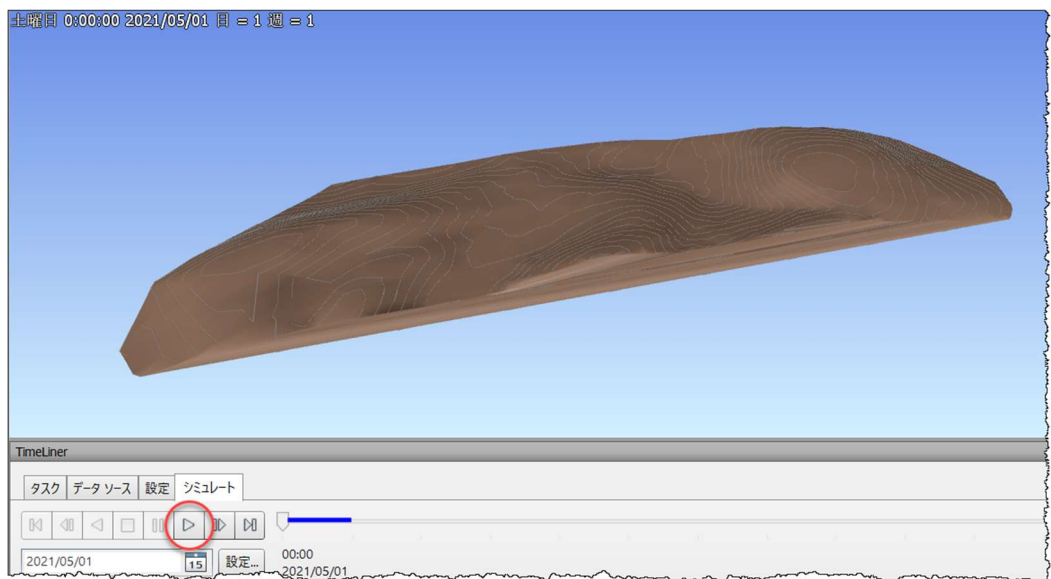 土曜日 0:00:00 2021/05/01 日 = 1 週 = 1
TimeLiner
タスク データ ソース 設定 シミュレート
2021/05/01 15 設定... 00:00
2021/05/01